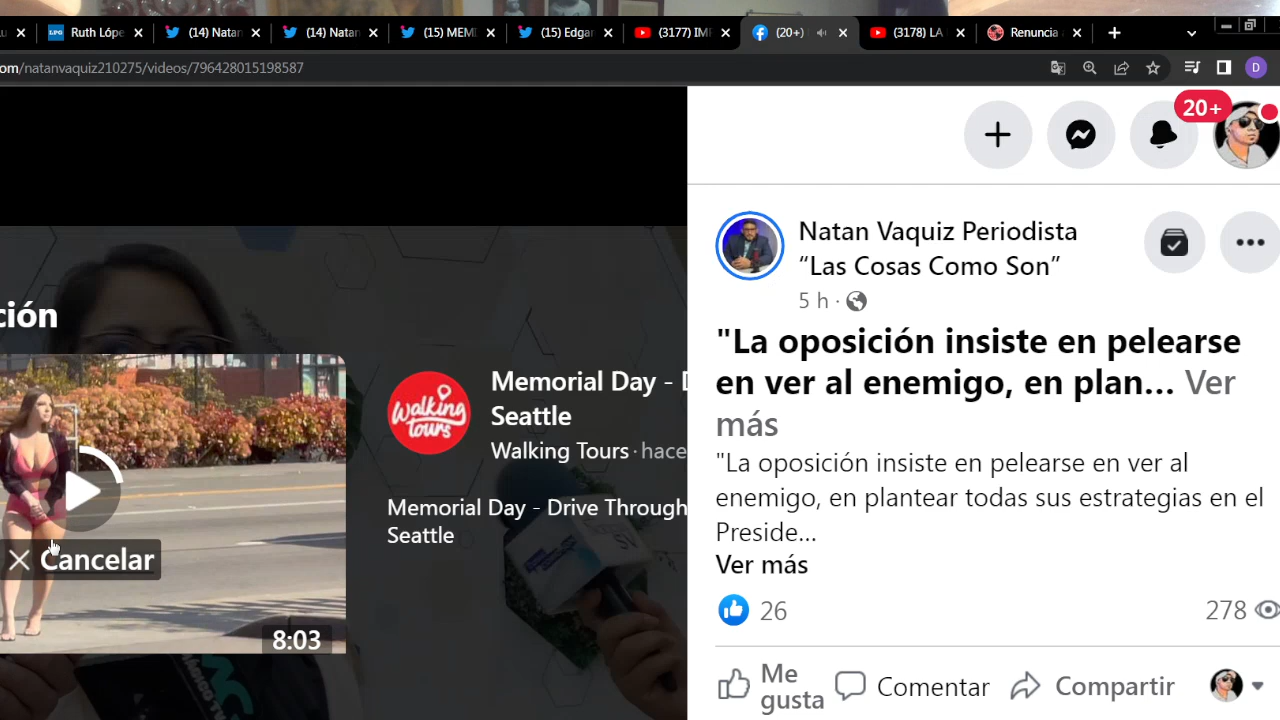 LPG Ruth Lópe
(14) Natan
(14) Natan
(15) MEM
(15) Edgar
(3177) IM
(20+)
(3178) LA
Renuncia
om/natanvaquiz210275/videos/796428015198587
D
20+
Natan Vaquiz Periodista
“Las Cosas Como Son”
5 h ·
"La oposición insiste en pelearse
en ver al enemigo, en plan... Ver
más
"La oposición insiste en pelearse en ver al
enemigo, en plantear todas sus estrategias en el
Preside...
Ver más
26
278
Me
gusta
Comentar
Compartir
ción
Cancelar
8:03
Walking
tours
Memorial Day - D
Seattle
Walking Tours · hace
Memorial Day - Drive Through
Seattle